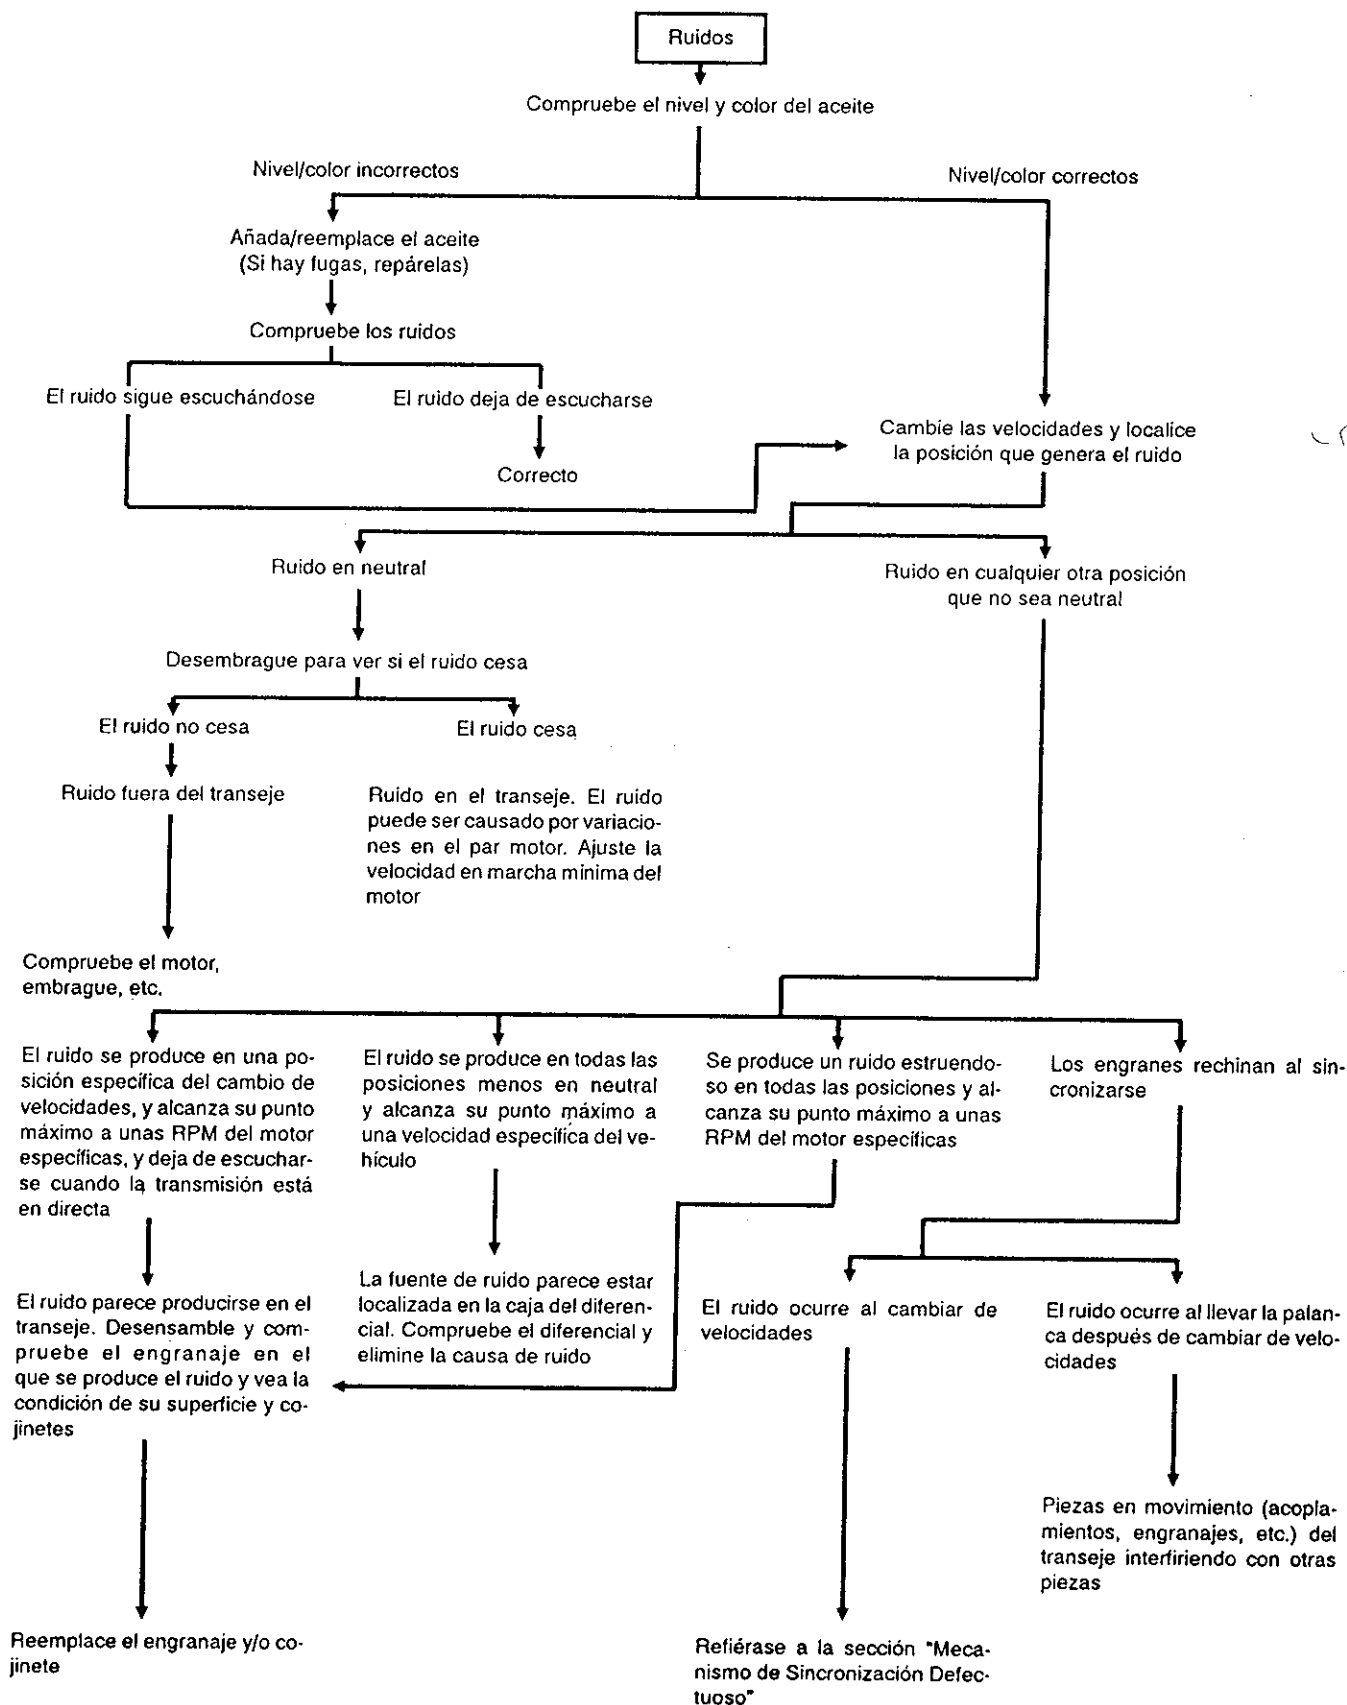 Ruidos
Compruebe el nivel y color del aceite
Nivel/color incorrectos
Nivel/color correctos
Añada/reemplace el aceite
(Si hay fugas, repárelas)
Compruebe los ruidos
El ruido sigue escuchándose
El ruido deja de escucharse
Correcto
Cambie las velocidades y localice
la posición que genera el ruido
Ruido en neutral
Ruido en cualquier otra posición
que no sea neutral
Desembrague para ver si el ruido cesa
El ruido no cesa
El ruido cesa
Ruido fuera del transeje
Ruido en el transeje. El ruido
puede ser causado por variacio-
nes en el par motor. Ajuste la
velocidad en marcha mínima del
motor
Compruebe el motor,
embrague, etc.
El ruido se produce en una po-
sición específica del cambio de
velocidades, y alcanza su punto
máximo a unas RPM del motor
específicas, y deja de escuchar-
se cuando la transmisión está
en directa
El ruido se produce en todas las
posiciones menos en neutral
y alcanza su punto máximo a
una velocidad específica del ve-
hículo
Se produce un ruido estruendo-
so en todas las posiciones y al-
canza su punto máximo a unas
RPM del motor específicas
Los engranes rechinan al sin-
cronizarse
El ruido parece producirse en el
transeje. Desensamble y com-
pruebe el engranaje en el
que se produce el ruido y vea la
condición de su superficie y co-
jinetes
La fuente de ruido parece estar
localizada en la caja del diferen-
cial. Compruebe el diferencial y
elimine la causa de ruido
El ruido ocurre al cambiar de
velocidades
El ruido ocurre al llevar la palan-
ca después de cambiar de velo-
cidades
Piezas en movimiento (acopla-
mientos, engranajes, etc.) del
transeje interfiriendo con otras
piezas
Reemplace el engranaje y/o co-
jinete
Refiérase a la sección "Meca-
nismo de Sincronización Defec-
tuoso"